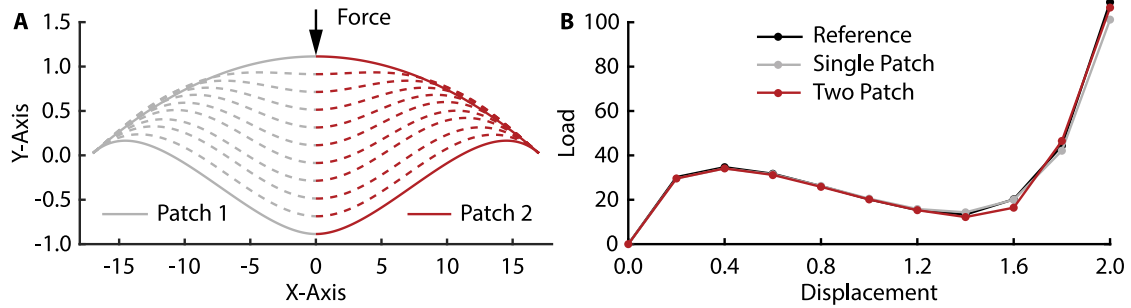 A
Force
1.5
1.0
0.5
0.0
-0.5
-1.0
Y-Axis
Patch 1
Patch 2
-15 -10 -5 0 5 10 15
X-Axis
B
Reference
Single Patch
Two Patch
100
80
60
40
20
0
Load
0.0 0.4 0.8 1.2 1.6 2.0
Displacement